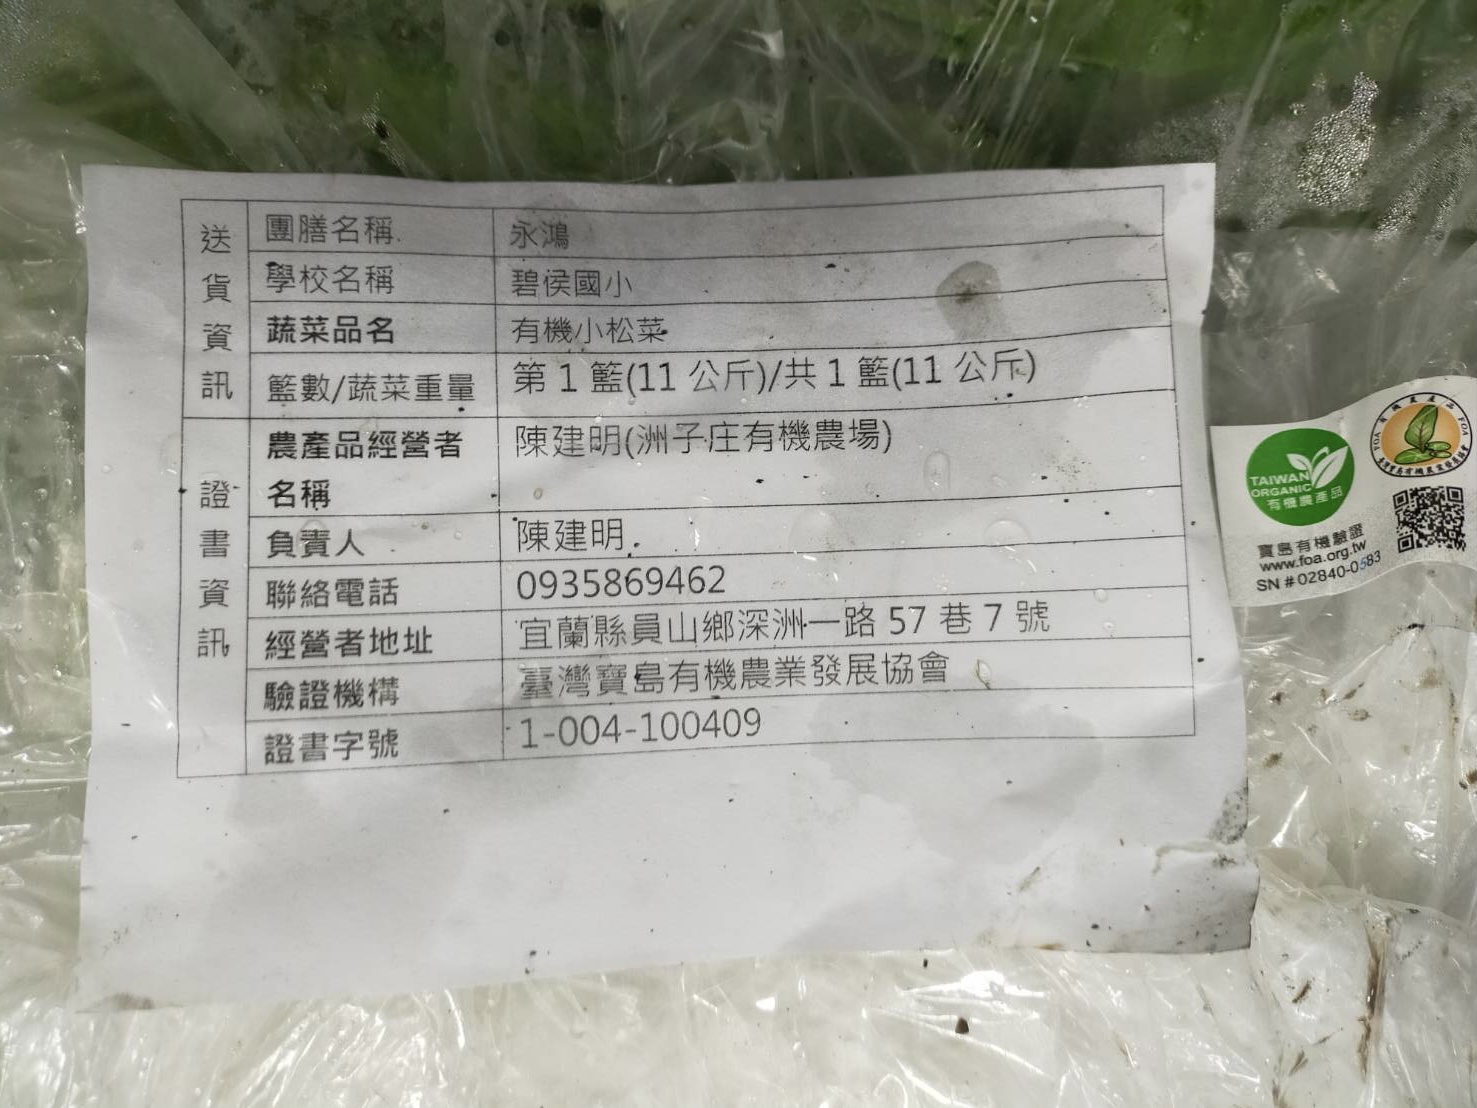 送貨資訊
團膳名稱 永鴻
學校名稱 碧侯國小
蔬菜品名 有機小松菜
籃數/蔬菜重量 第 1 籃(11 公斤)/共 1 籃(11 公斤)
證書資訊
農產品經營者名稱 陳建明(洲子庄有機農場)
負責人 陳建明
聯絡電話 0935869462
經營者地址 宜蘭縣員山鄉深洲一路 57 巷 7 號
驗證機構 臺灣寶島有機農業發展協會
證書字號 1-004-100409
TAIWAN
ORGANIC
有機農產品
有機農產品 FOA
寶島有機驗證
www.foa.org.tw
SN #02840-0583